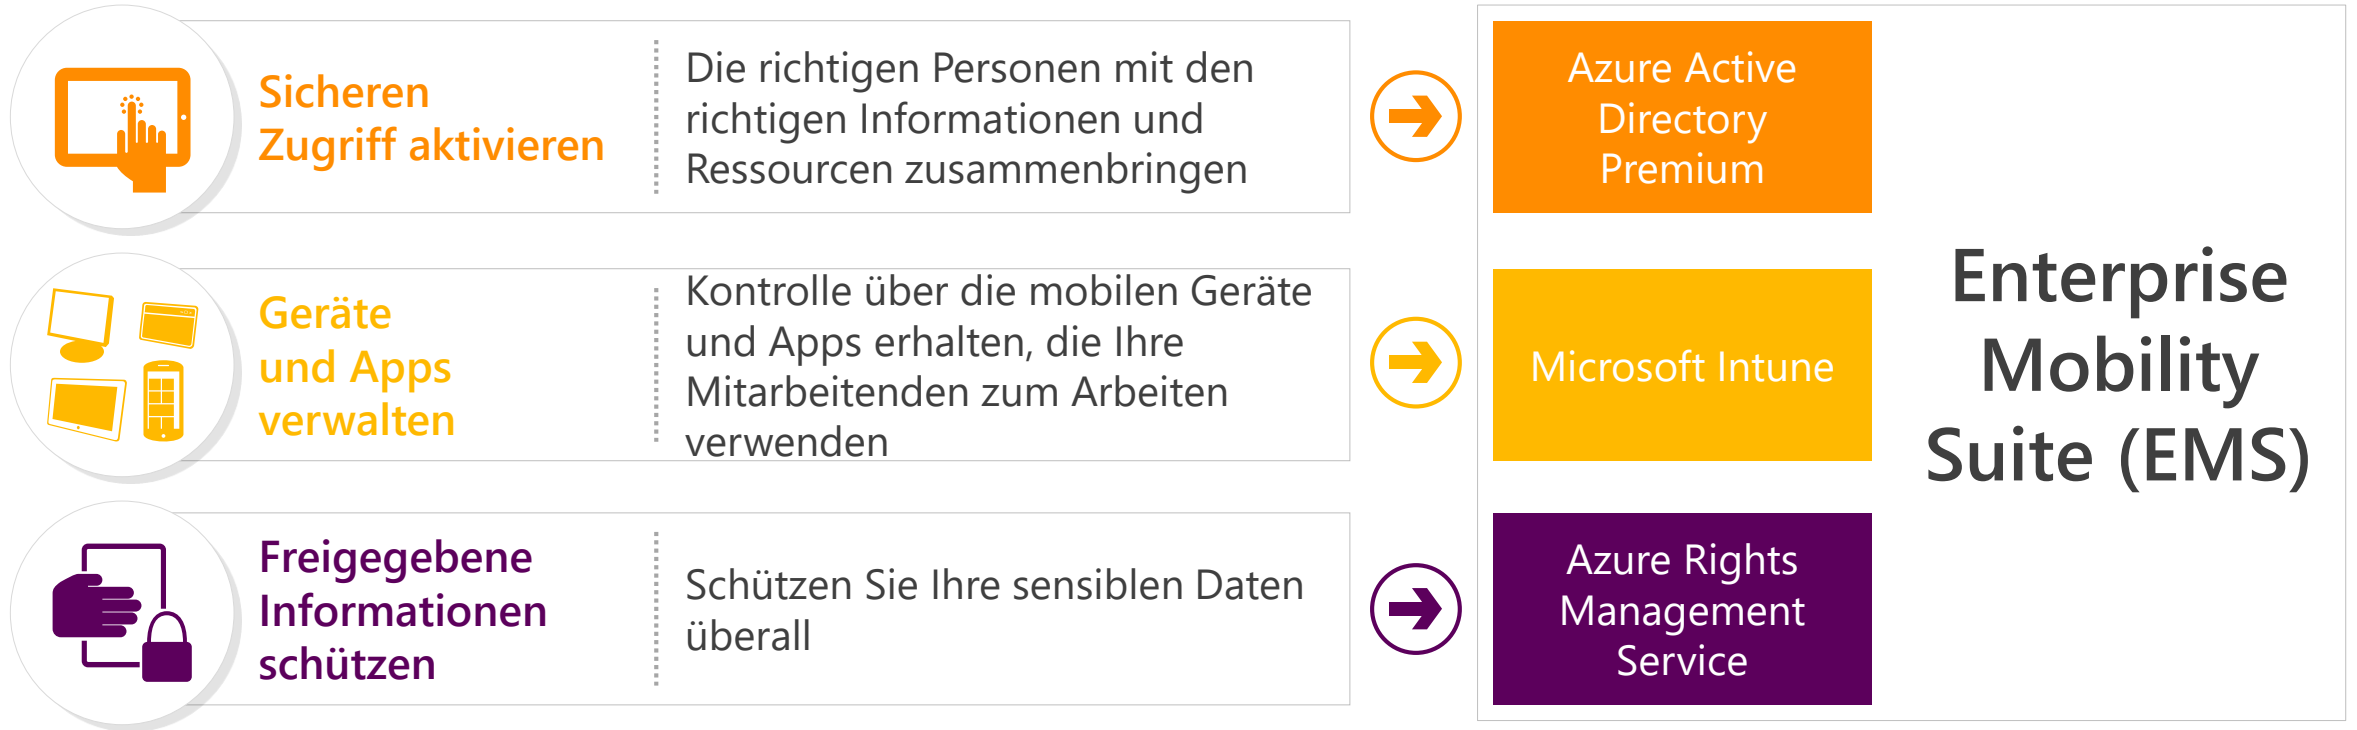 Sicheren
Zugriff aktivieren
Die richtigen Personen mit den
richtigen Informationen und
Ressourcen zusammenbringen
Azure Active
Directory
Premium
Geräte
und Apps
verwalten
Kontrolle über die mobilen Geräte
und Apps erhalten, die Ihre
Mitarbeitenden zum Arbeiten
verwenden
Microsoft Intune
Freigegebene
Informationen
schützen
Schützen Sie Ihre sensiblen Daten
überall
Azure Rights
Management
Service
Enterprise
Mobility
Suite (EMS)